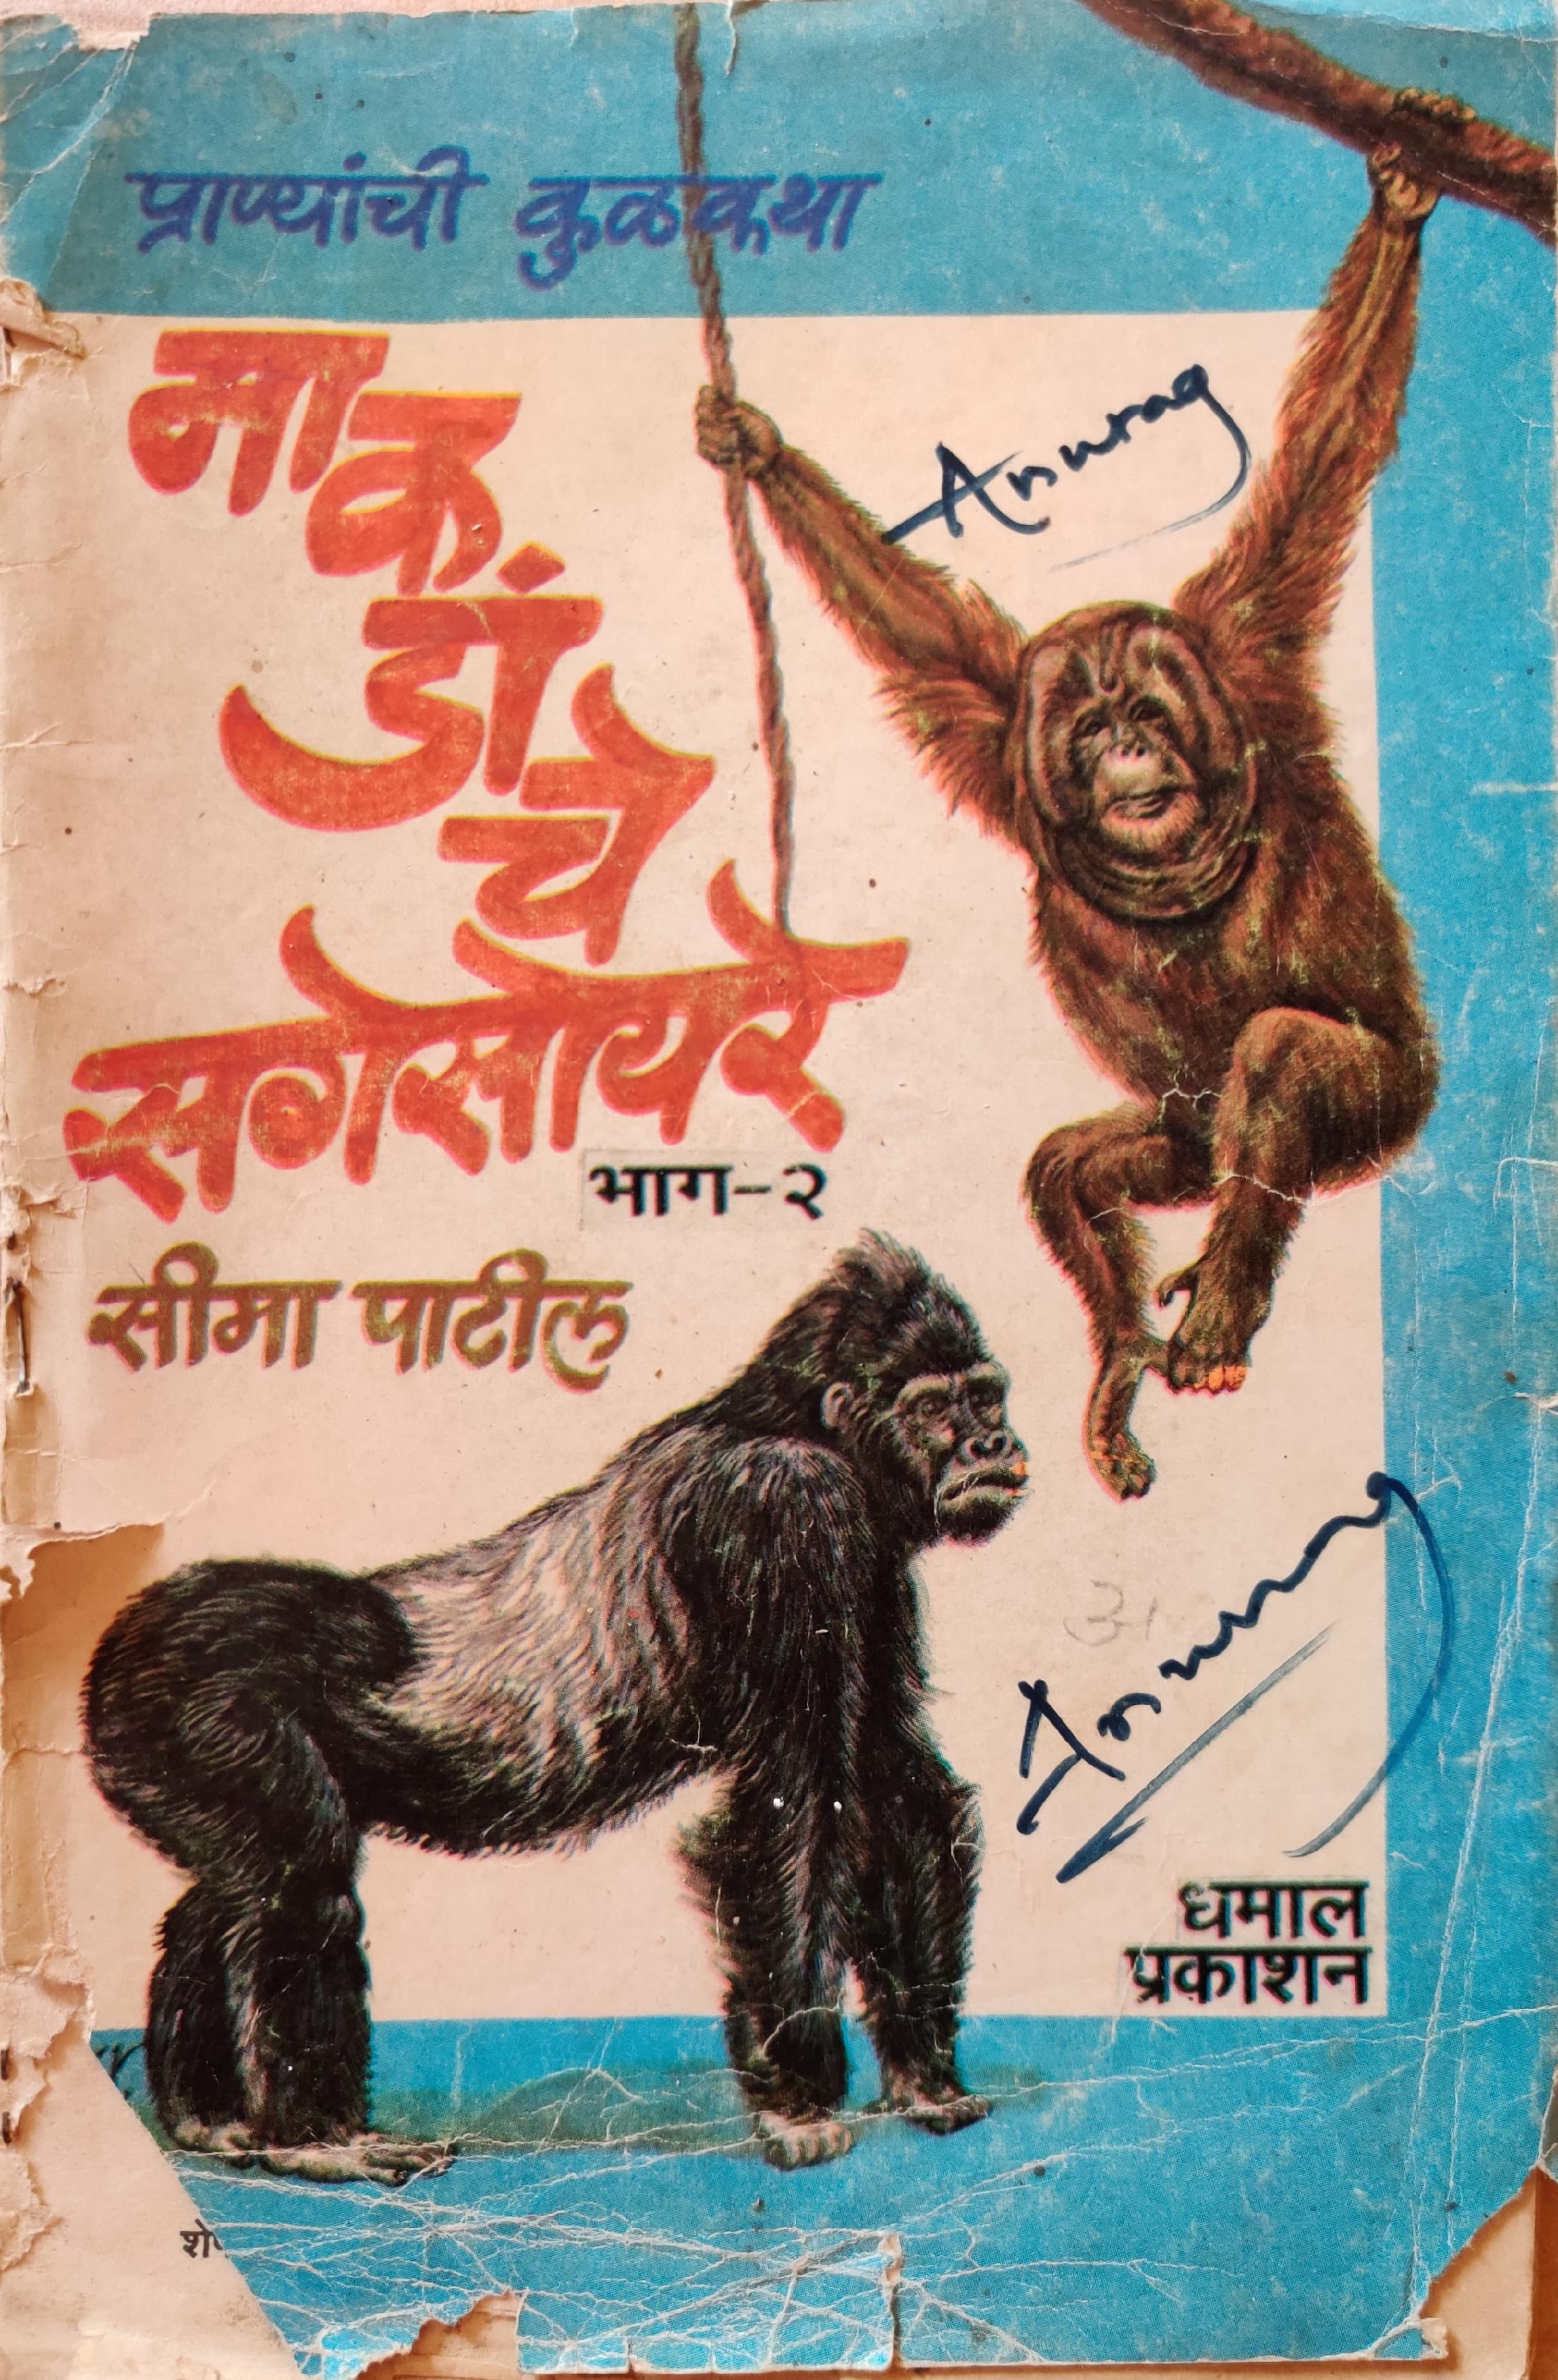 प्राण्यांची कुळकथा
माकडांचे
सगेसोयरे
भाग-२
सीमा पाटील
Anurag
Anurag
अ
धमाल
प्रकाशन